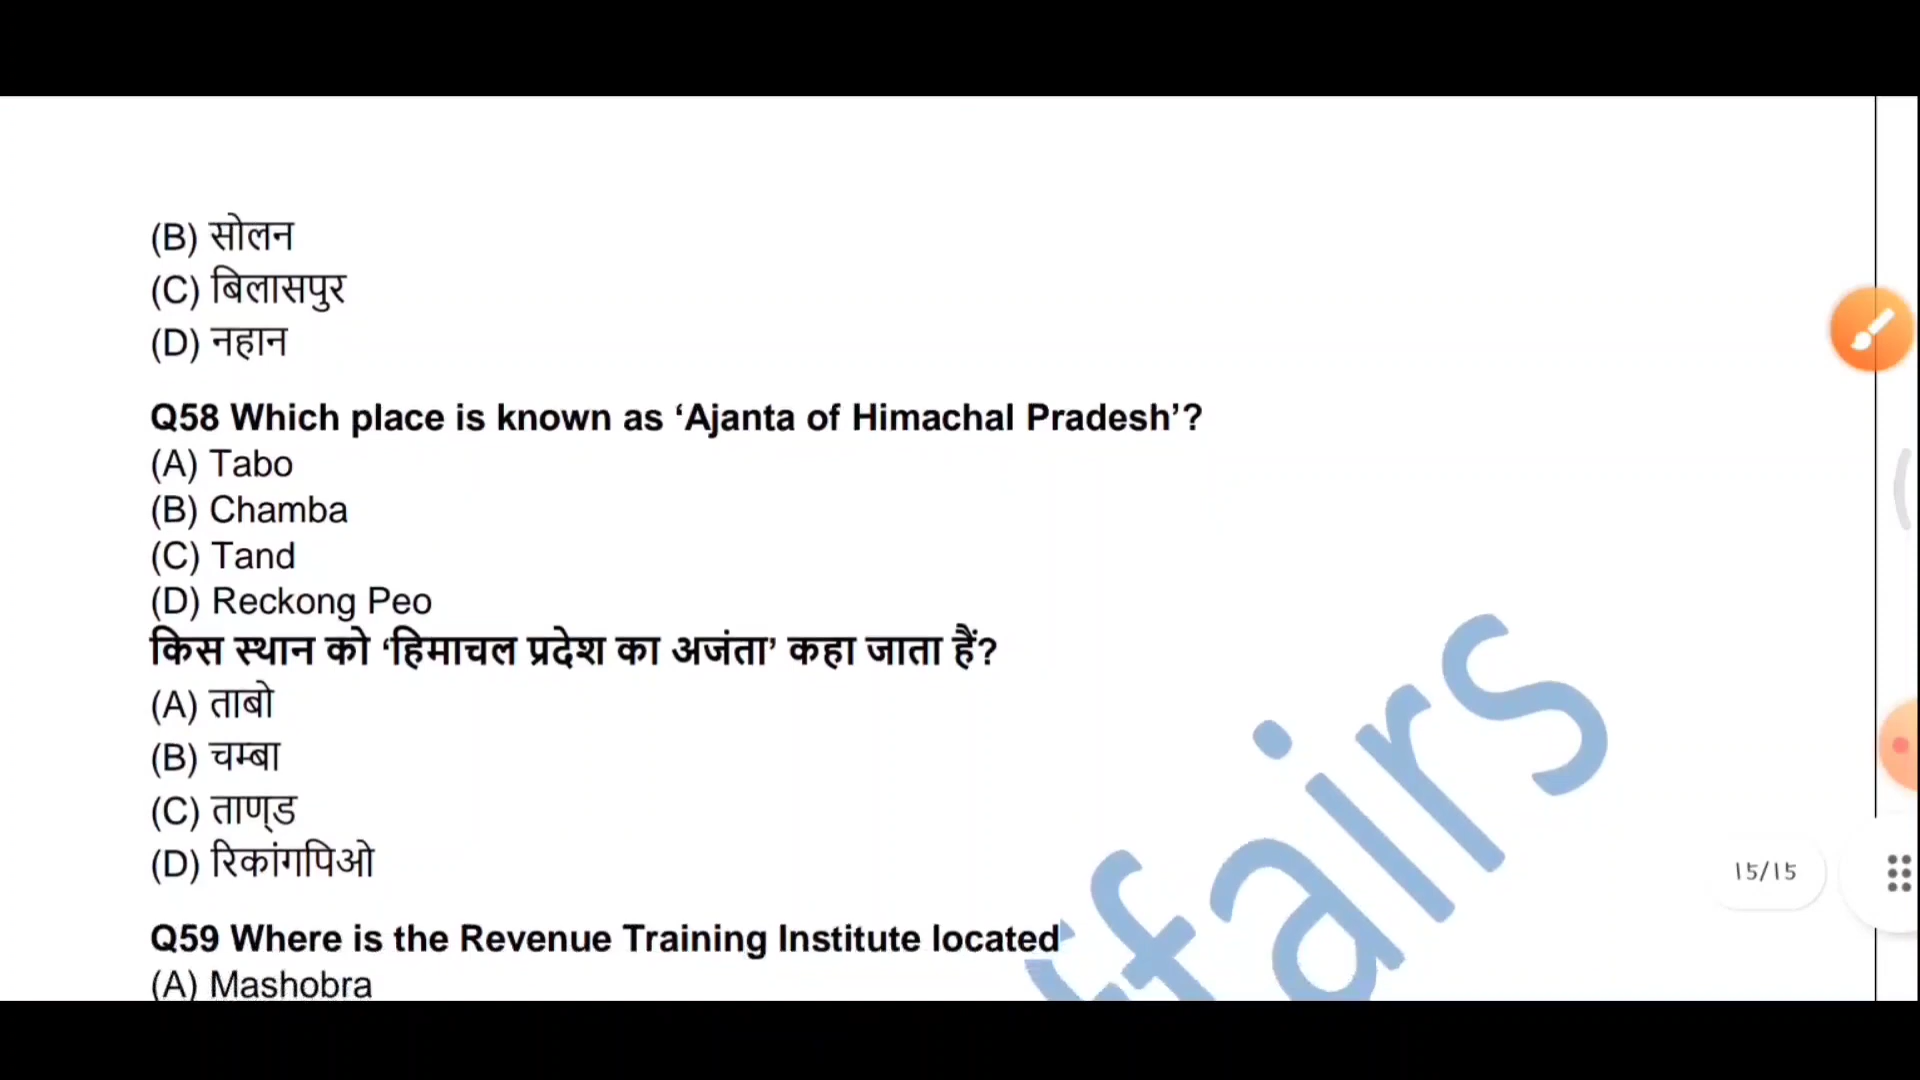 (B) सोलन
(C) बिलासपुर
(D) नहान
Q58 Which place is known as ‘Ajanta of Himachal Pradesh’?
(A) Tabo
(B) Chamba
(C) Tand
(D) Reckong Peo
किस स्थान को ‘हिमाचल प्रदेश का अजंता’ कहा जाता हैं?
(A) ताबो
(B) चम्बा
(C) ताण्ड
(D) रिकांगपिओ
15/15
Q59 Where is the Revenue Training Institute located
(A) Mashobra
ffairs